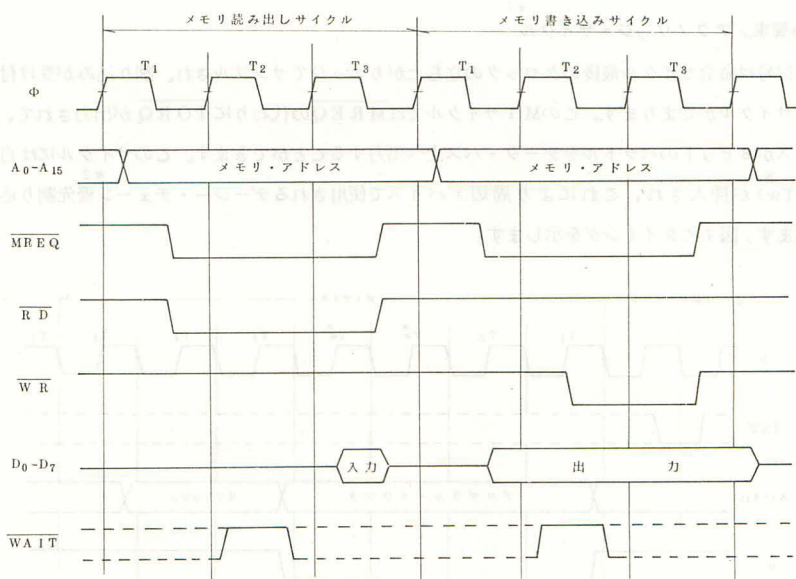 メモリ読み出しサイクル メモリ書き込みサイクル
T1 T2 T3 T1 T2 T3
Φ
A0~A15 メモリ・アドレス メモリ・アドレス
MREQ
RD
WR
D0~D7 入力 出力
WAIT